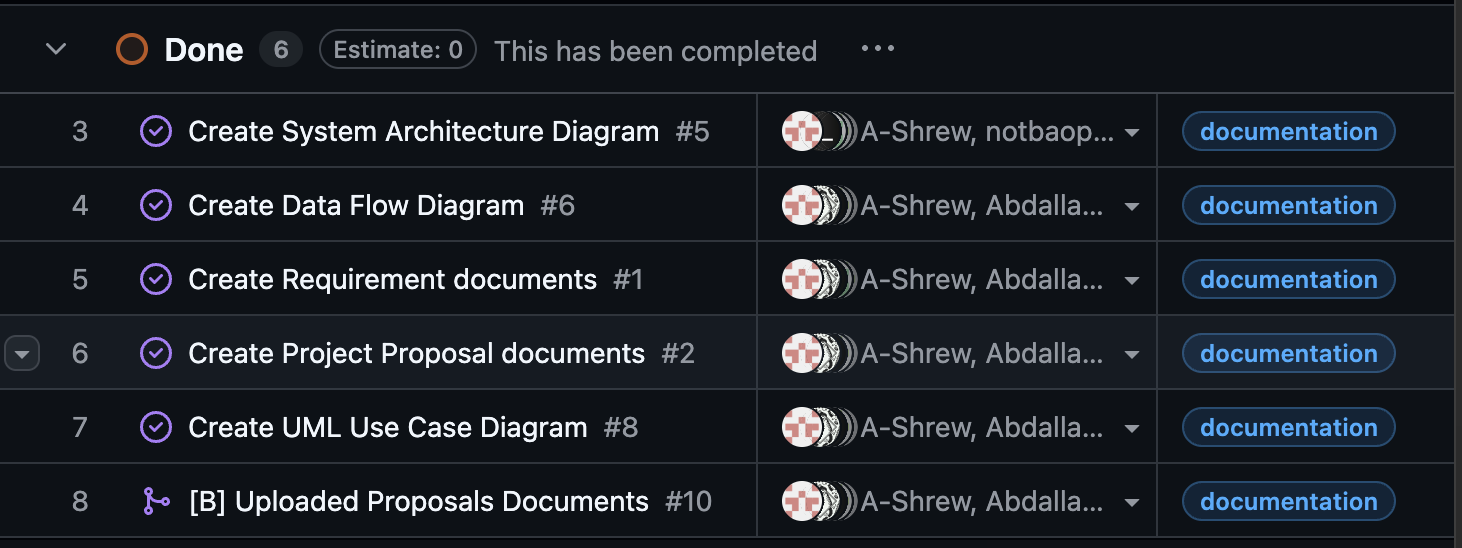 Done 6 Estimate: 0 This has been completed ...
3 Create System Architecture Diagram #5 A-Shrew, notbaop... documentation
4 Create Data Flow Diagram #6 A-Shrew, Abdalla... documentation
5 Create Requirement documents #1 A-Shrew, Abdalla... documentation
6 Create Project Proposal documents #2 A-Shrew, Abdalla... documentation
7 Create UML Use Case Diagram #8 A-Shrew, Abdalla... documentation
8 [B] Uploaded Proposals Documents #10 A-Shrew, Abdalla... documentation